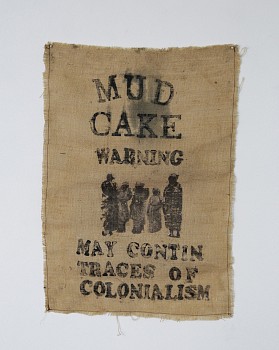 MUD
CAKE
WARNING
MAY CONTIN
TRACES OF
COLONIALISM